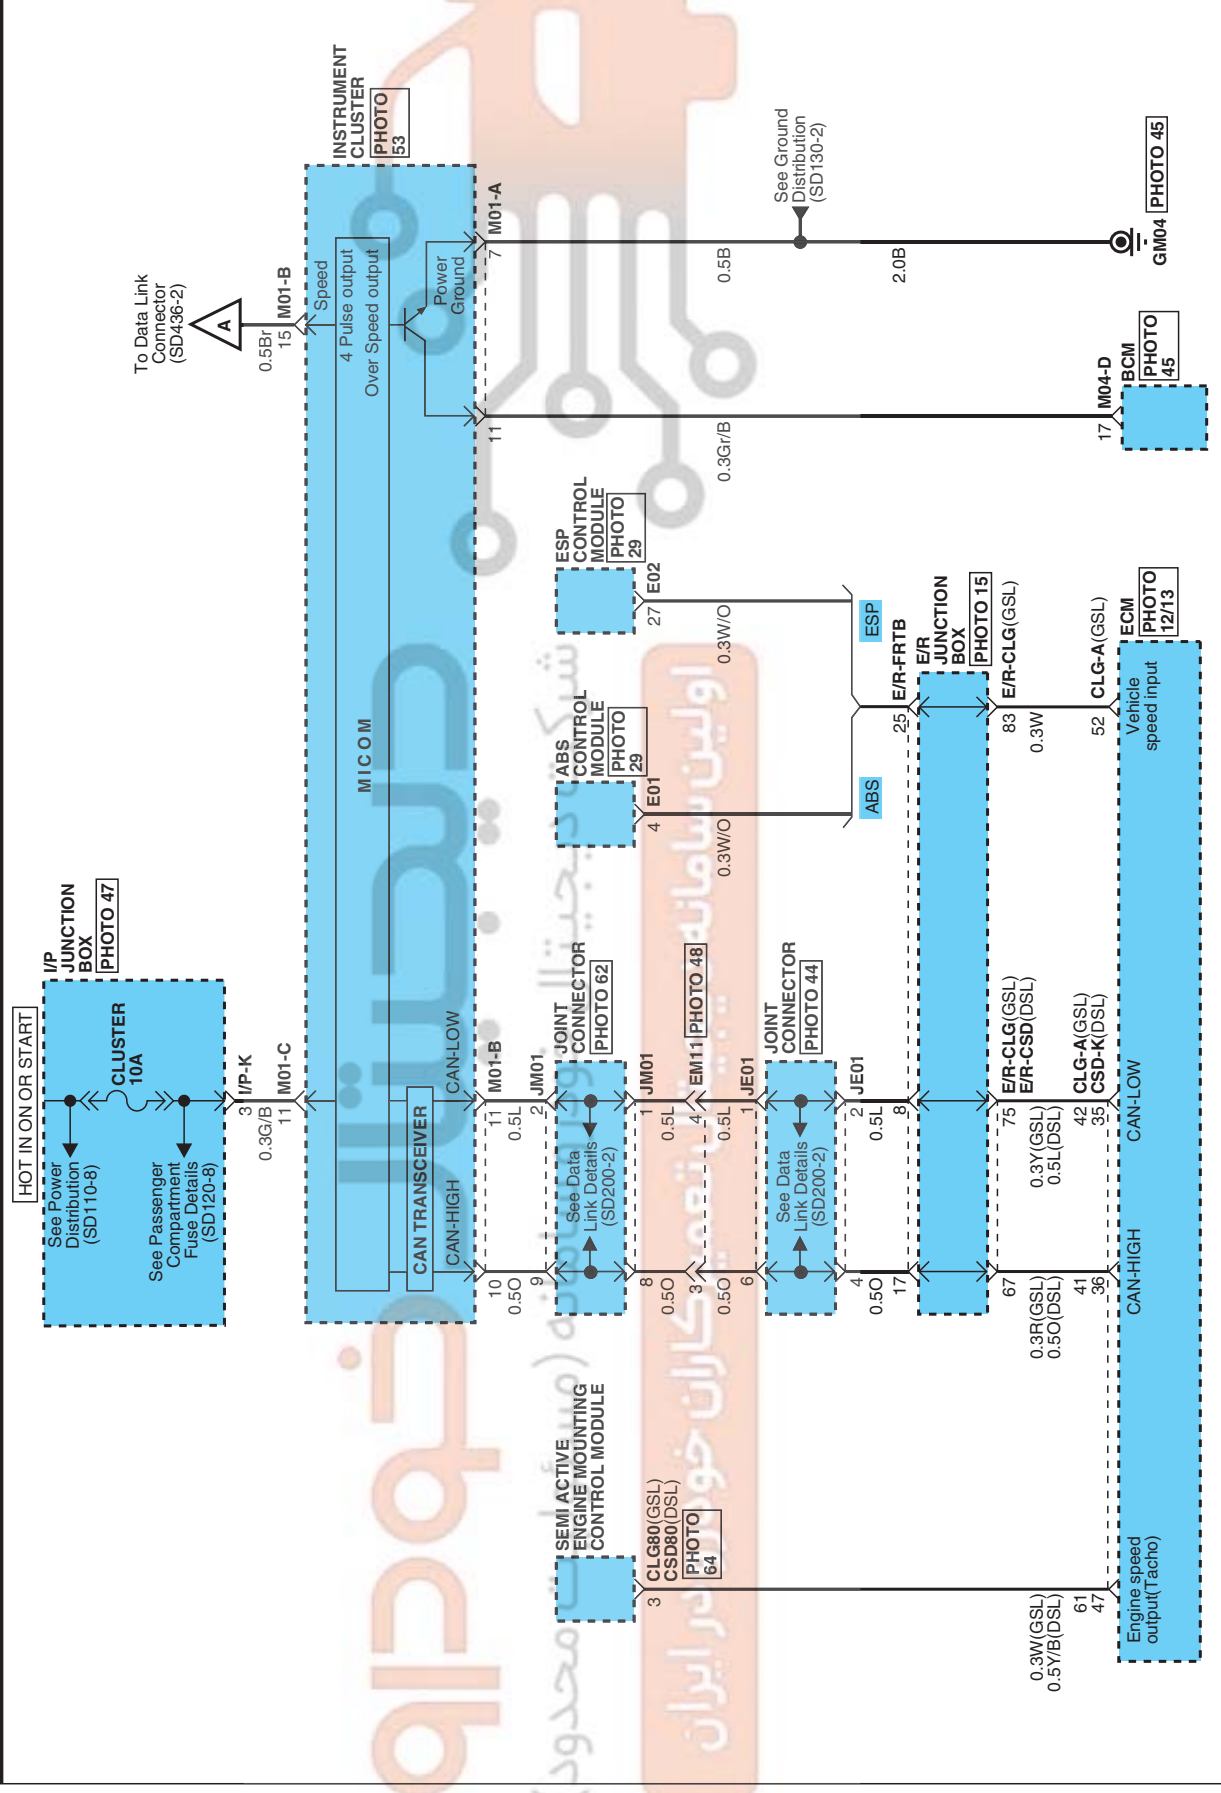 HOT IN ON OR START
I/P
JUNCTION
BOX
PHOTO 47
CLUSTER
10A
See Power
Distribution
(SD110-8)
See Passenger
Compartment
Fuse Details
(SD120-8)
3
I/P-K
0.3G/B
11
M01-C
To Data Link
Connector
(SD436-2)
A
0.5Br
15
M01-B
INSTRUMENT
CLUSTER
PHOTO
53
Speed
4 Pulse output
Over Speed output
MICOM
Power
Ground
CAN TRANSCEIVER
CAN-HIGH
CAN-LOW
10
11
M01-B
0.5O
0.5L
9
2
JM01
JOINT
CONNECTOR
PHOTO 62
See Data
Link Details
(SD200-2)
8
1
JM01
0.5O
0.5L
3
4
EM11
PHOTO 48
0.5O
0.5L
6
1
JE01
JOINT
CONNECTOR
PHOTO 44
See Data
Link Details
(SD200-2)
4
2
JE01
0.5O
0.5L
17
8
25
E/R-FRTB
E/R
JUNCTION
BOX
PHOTO 15
67
75
E/R-CLG(GSL)
E/R-CSD(DSL)
83
E/R-CLG(GSL)
0.3R(GSL)
0.5O(DSL)
0.3Y(GSL)
0.5L(DSL)
0.3W
41
36
42
35
CLG-A(GSL)
CSD-K(DSL)
52
CLG-A(GSL)
ECM
PHOTO
12/13
CAN-HIGH
CAN-LOW
Vehicle
speed input
Engine speed
output(Tacho)
SEMI ACTIVE
ENGINE MOUNTING
CONTROL MODULE
3
CLG80(GSL)
CSD80(DSL)
PHOTO
64
0.3W(GSL)
0.5Y/B(DSL)
61
47
ABS
CONTROL
MODULE
PHOTO
29
4
E01
0.3W/O
ABS
ESP
CONTROL
MODULE
PHOTO
29
27
E02
0.3W/O
ESP
11
7
M01-A
0.3Gr/B
0.5B
See Ground
Distribution
(SD130-2)
2.0B
17
M04-D
BCM
PHOTO
45
GM04
PHOTO 45
خودرو
اولین سامانه دیجیتال تعمیرکاران خودرو در ایران